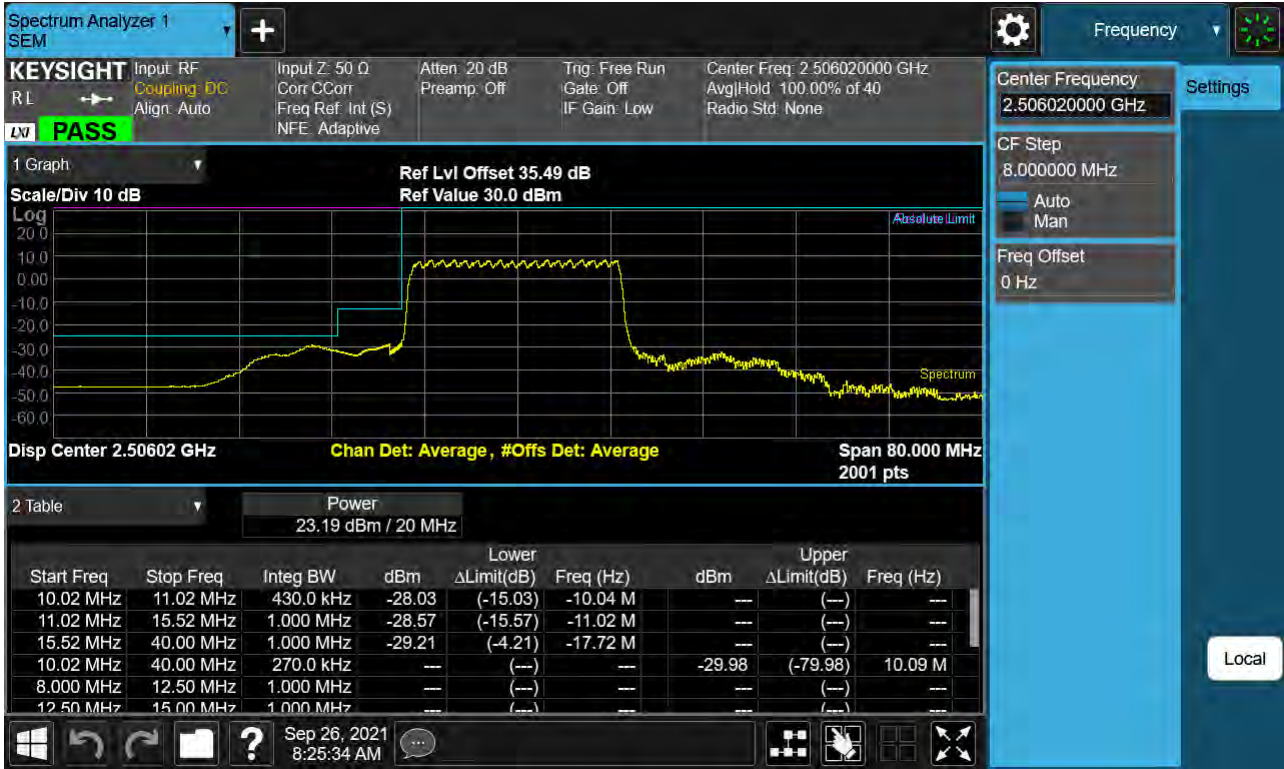 Spectrum Analyzer 1
SEM
Frequency
KEYSIGHT
RL
LXI
PASS
Input: RF
Coupling: DC
Align: Auto
Input Z: 50 Ω
Corr CCorr
Freq Ref: Int (S)
NFE: Adaptive
Atten: 20 dB
Preamp: Off
Trig: Free Run
Gate: Off
IF Gain: Low
Center Freq: 2.506020000 GHz
Avg|Hold: 100.00% of 40
Radio Std: None
Center Frequency
2.506020000 GHz
Settings
CF Step
8.000000 MHz
Auto
Man
Freq Offset
0 Hz
1 Graph
Scale/Div 10 dB
Ref Lvl Offset 35.49 dB
Ref Value 30.0 dBm
Log
20.0
10.0
0.00
-10.0
-20.0
-30.0
-40.0
-50.0
-60.0
Limit
Spectrum
Disp Center 2.50602 GHz
Chan Det: Average, #Offs Det: Average
Span 80.000 MHz
2001 pts
2 Table
Power
23.19 dBm / 20 MHz
Lower Upper
Start Freq Stop Freq Integ BW dBm ΔLimit(dB) Freq (Hz) dBm ΔLimit(dB) Freq (Hz)
10.02 MHz 11.02 MHz 430.0 kHz -28.03 (-15.03) -10.04 M --- (---) ---
11.02 MHz 15.52 MHz 1.000 MHz -28.57 (-15.57) -11.02 M --- (---) ---
15.52 MHz 40.00 MHz 1.000 MHz -29.21 (-4.21) -17.72 M --- (---) ---
10.02 MHz 40.00 MHz 270.0 kHz --- (---) --- -29.98 (-79.98) 10.09 M
8.000 MHz 12.50 MHz 1.000 MHz --- (---) --- --- (---) ---
12.50 MHz 15.00 MHz 1.000 MHz --- (---) --- --- (---) ---
Local
?
Sep 26, 2021
8:25:34 AM